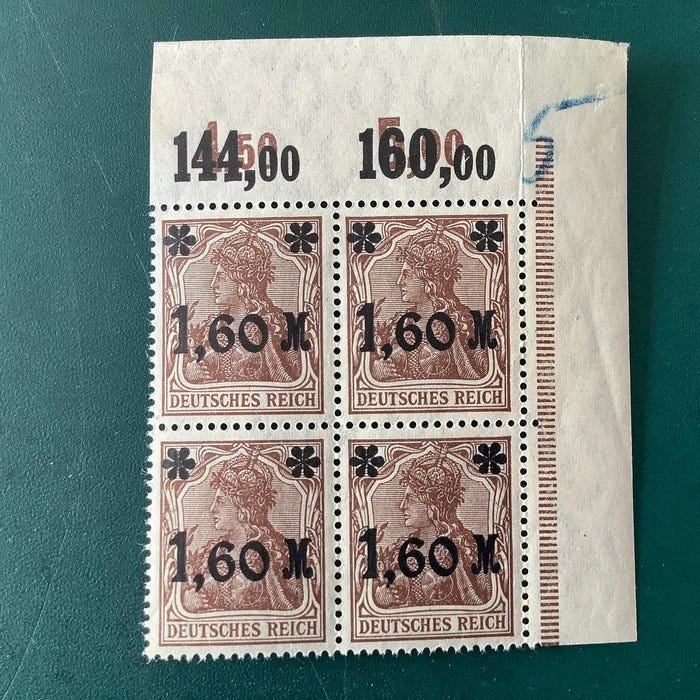 144,00 160,00
5
1,60 M 1,60 M
DEUTSCHES REICH DEUTSCHES REICH
1,60 M 1,60 M
DEUTSCHES REICH DEUTSCHES REICH